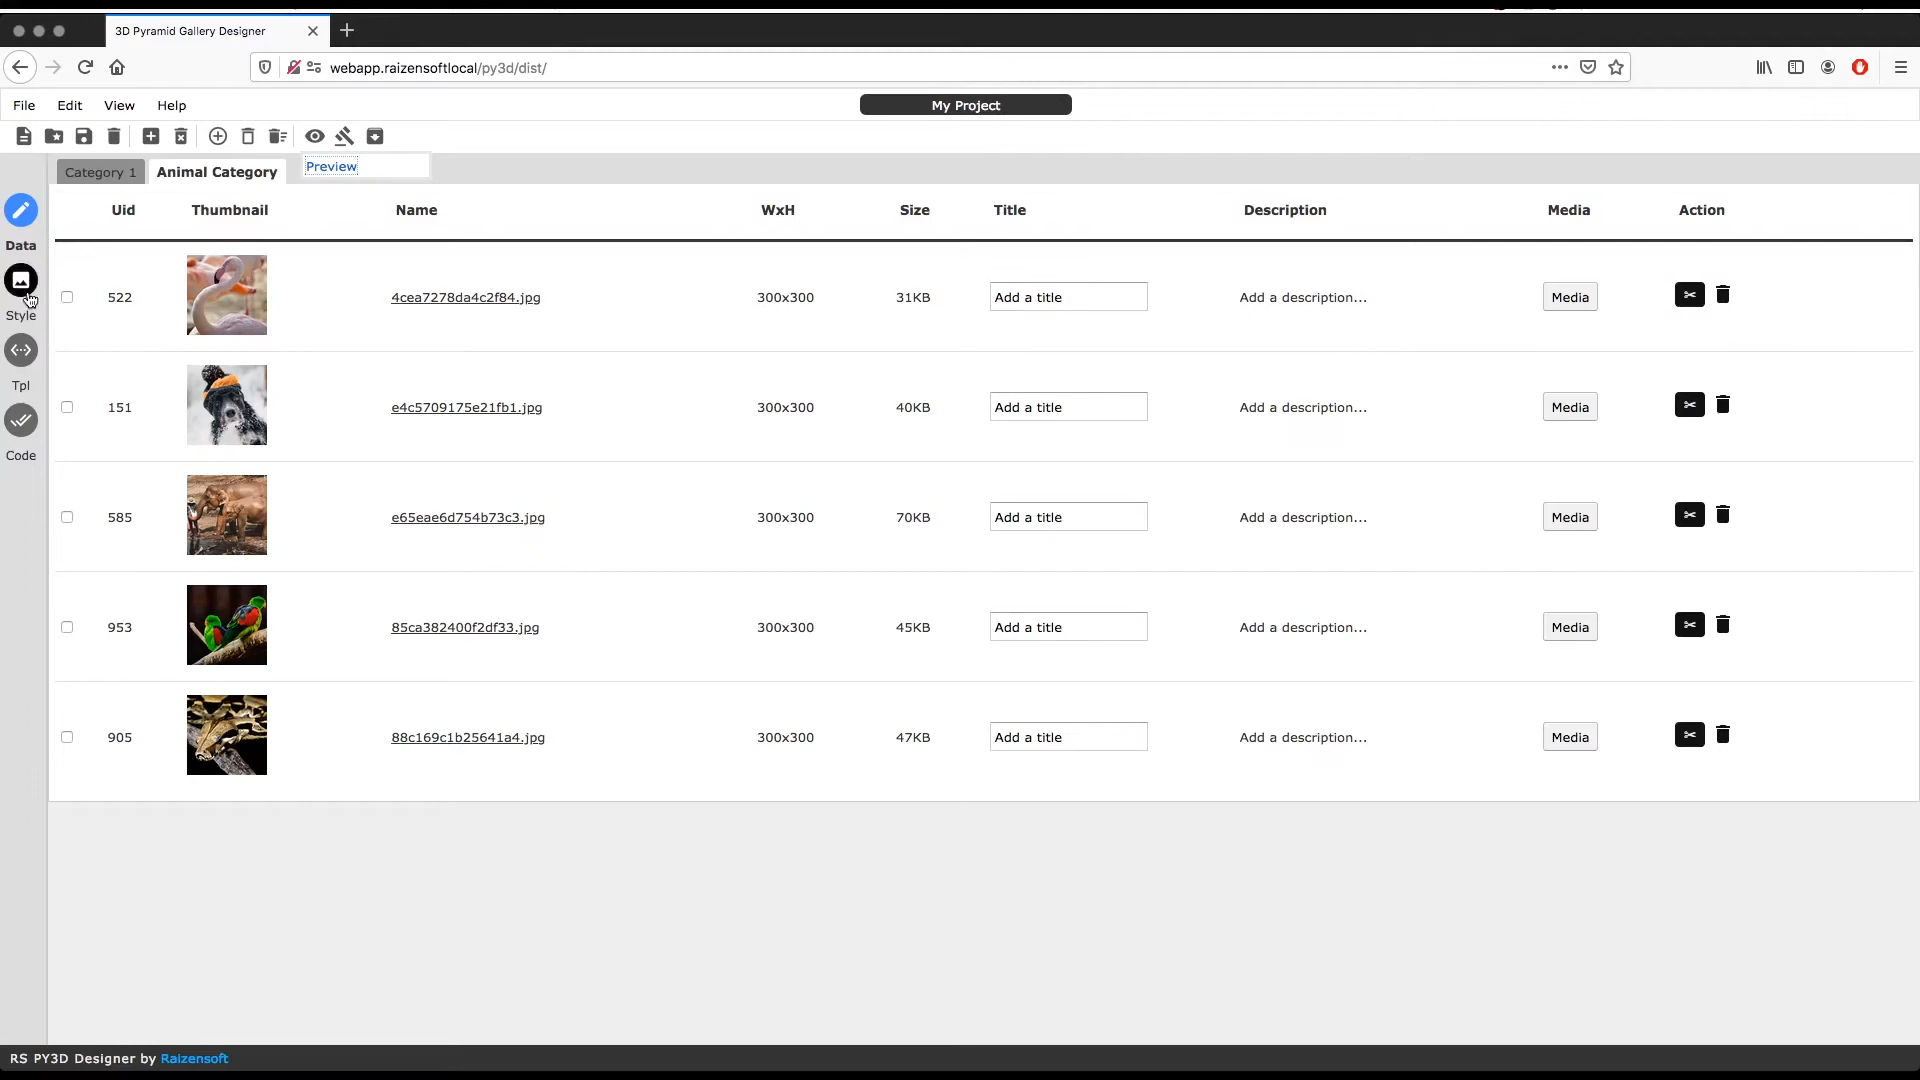 3D Pyramid Gallery Designer
webapp.raizensoftlocal/py3d/dist/
File Edit View Help
My Project
Category 1 Animal Category Preview
Uid Thumbnail Name WxH Size Title Description Media Action
Data
522 4cea7278da4c2f84.jpg 300x300 31KB Add a title Add a description... Media
Style
151 e4c5709175e21fb1.jpg 300x300 40KB Add a title Add a description... Media
Tpl
Code
585 e65eae6d754b73c3.jpg 300x300 70KB Add a title Add a description... Media
953 85ca382400f2df33.jpg 300x300 45KB Add a title Add a description... Media
905 88c169c1b25641a4.jpg 300x300 47KB Add a title Add a description... Media
RS PY3D Designer by Raizensoft